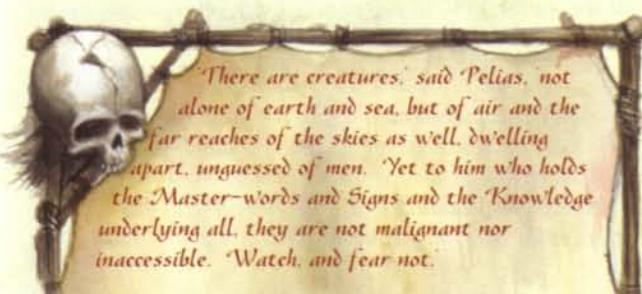 'There are creatures,' said Pelias, 'not
alone of earth and sea, but of air and the
far reaches of the skies as well, dwelling
apart, unguessed of men. Yet to him who holds
the Master-words and Signs and the Knowledge
underlying all, they are not malignant nor
inaccessible. Watch, and fear not.'